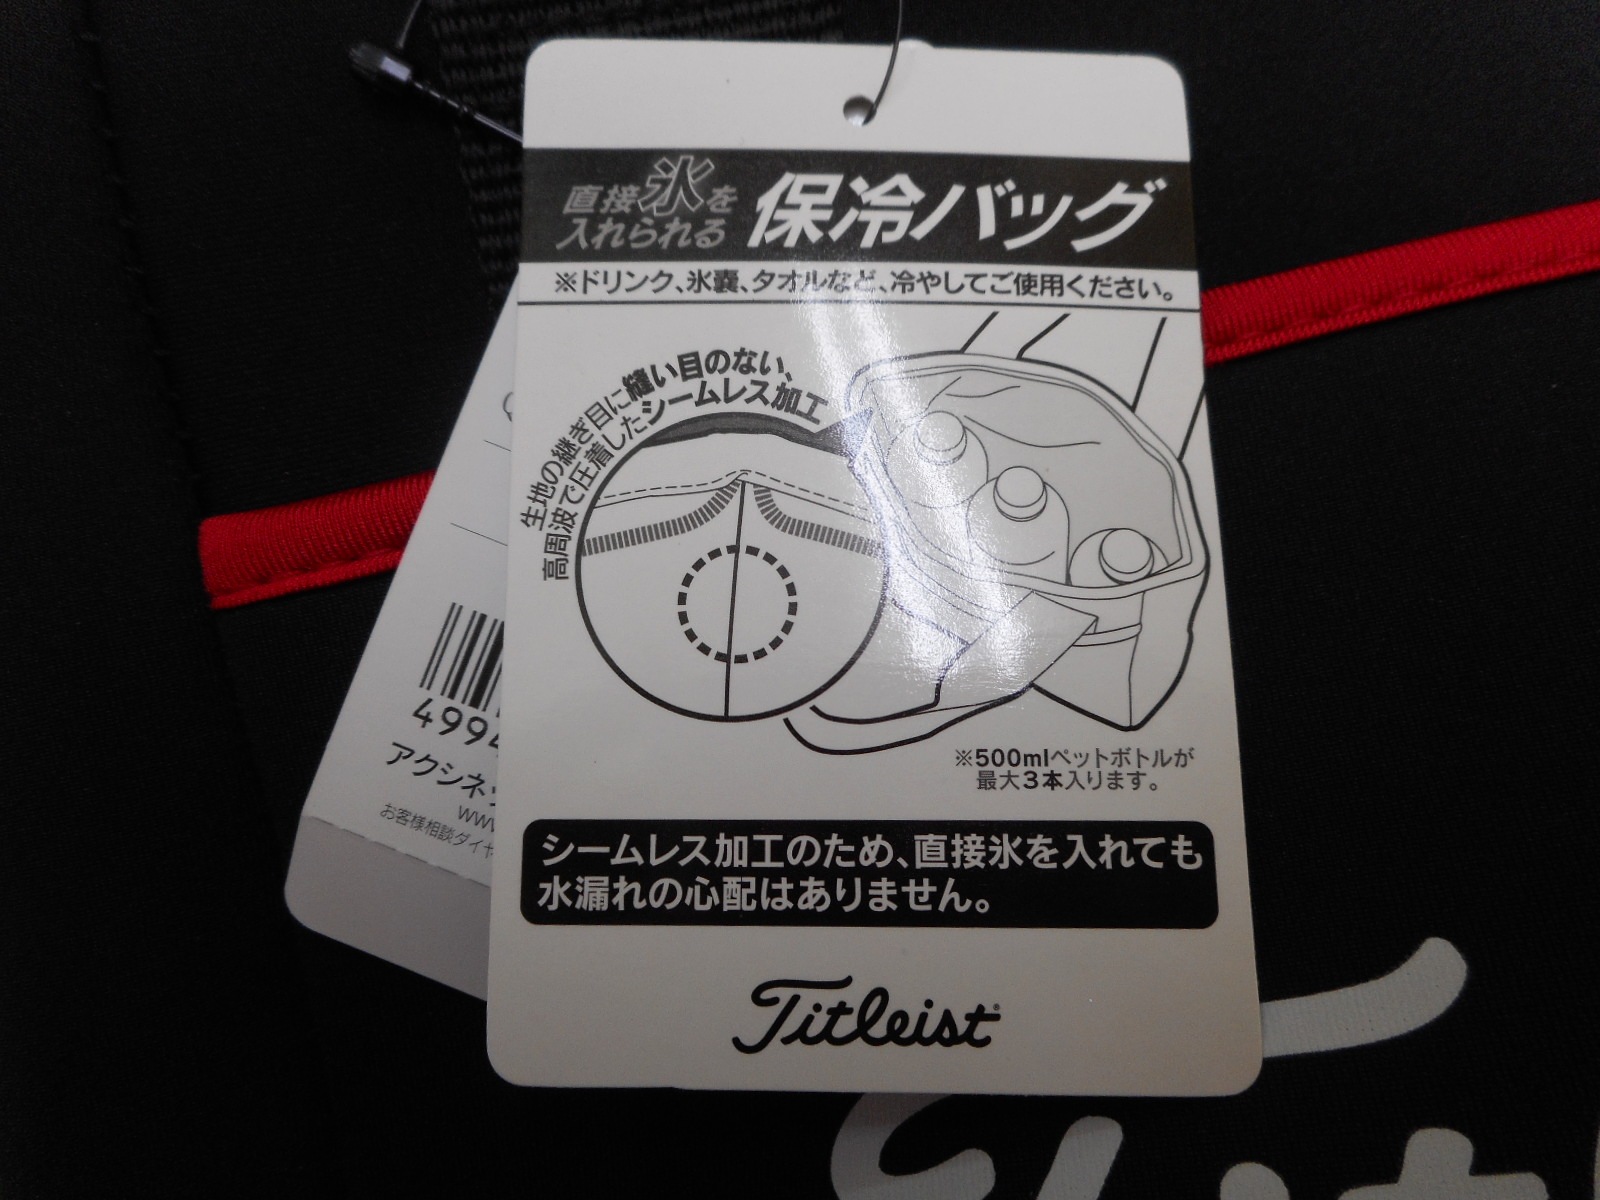 直接氷を
入れられる
保冷バッグ
※ドリンク、氷嚢、タオルなど、冷やしてご使用ください。
生地の継ぎ目に縫い目のない、
高周波で圧着したシームレス加工
※500mlペットボトルが
最大3本入ります。
シームレス加工のため、直接氷を入れても
水漏れの心配はありません。
Titleist
499
アクシネ
www
お客様相談ダイヤ